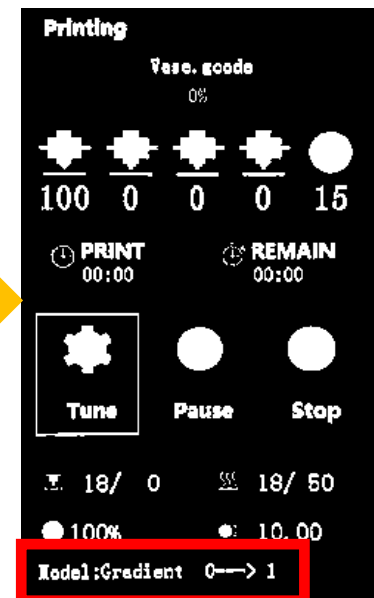 Printing
Vase.gcode
0%
100 0 0 0 15
PRINT REMAIN
00:00 00:00
Tune Pause Stop
18/ 0 18/ 50
100% 10.00
Model:Gradient 0--–> 1